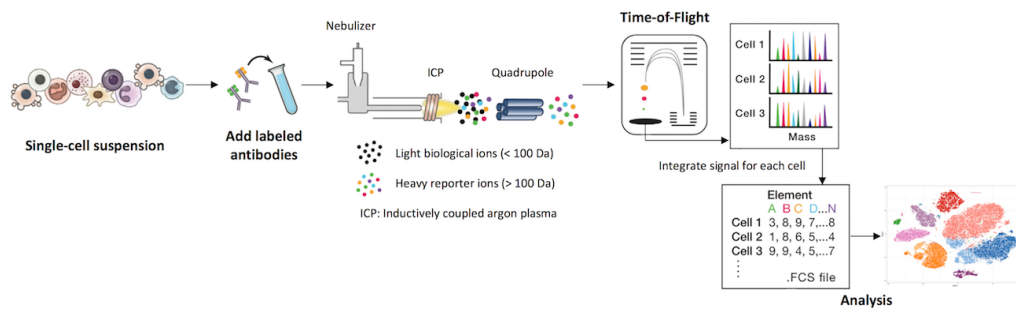 Single-cell suspension
Add labeled
antibodies
Nebulizer
ICP
Quadrupole
Light biological ions (< 100 Da)
Heavy reporter ions (> 100 Da)
ICP: Inductively coupled argon plasma
Time-of-Flight
Cell 1
Cell 2
Cell 3
Mass
Integrate signal for each cell
Element
A B C D...N
Cell 1 3, 8, 9, 7,...8
Cell 2 1, 8, 6, 5,...4
Cell 3 9, 9, 4, 5,...7
.FCS file
Analysis